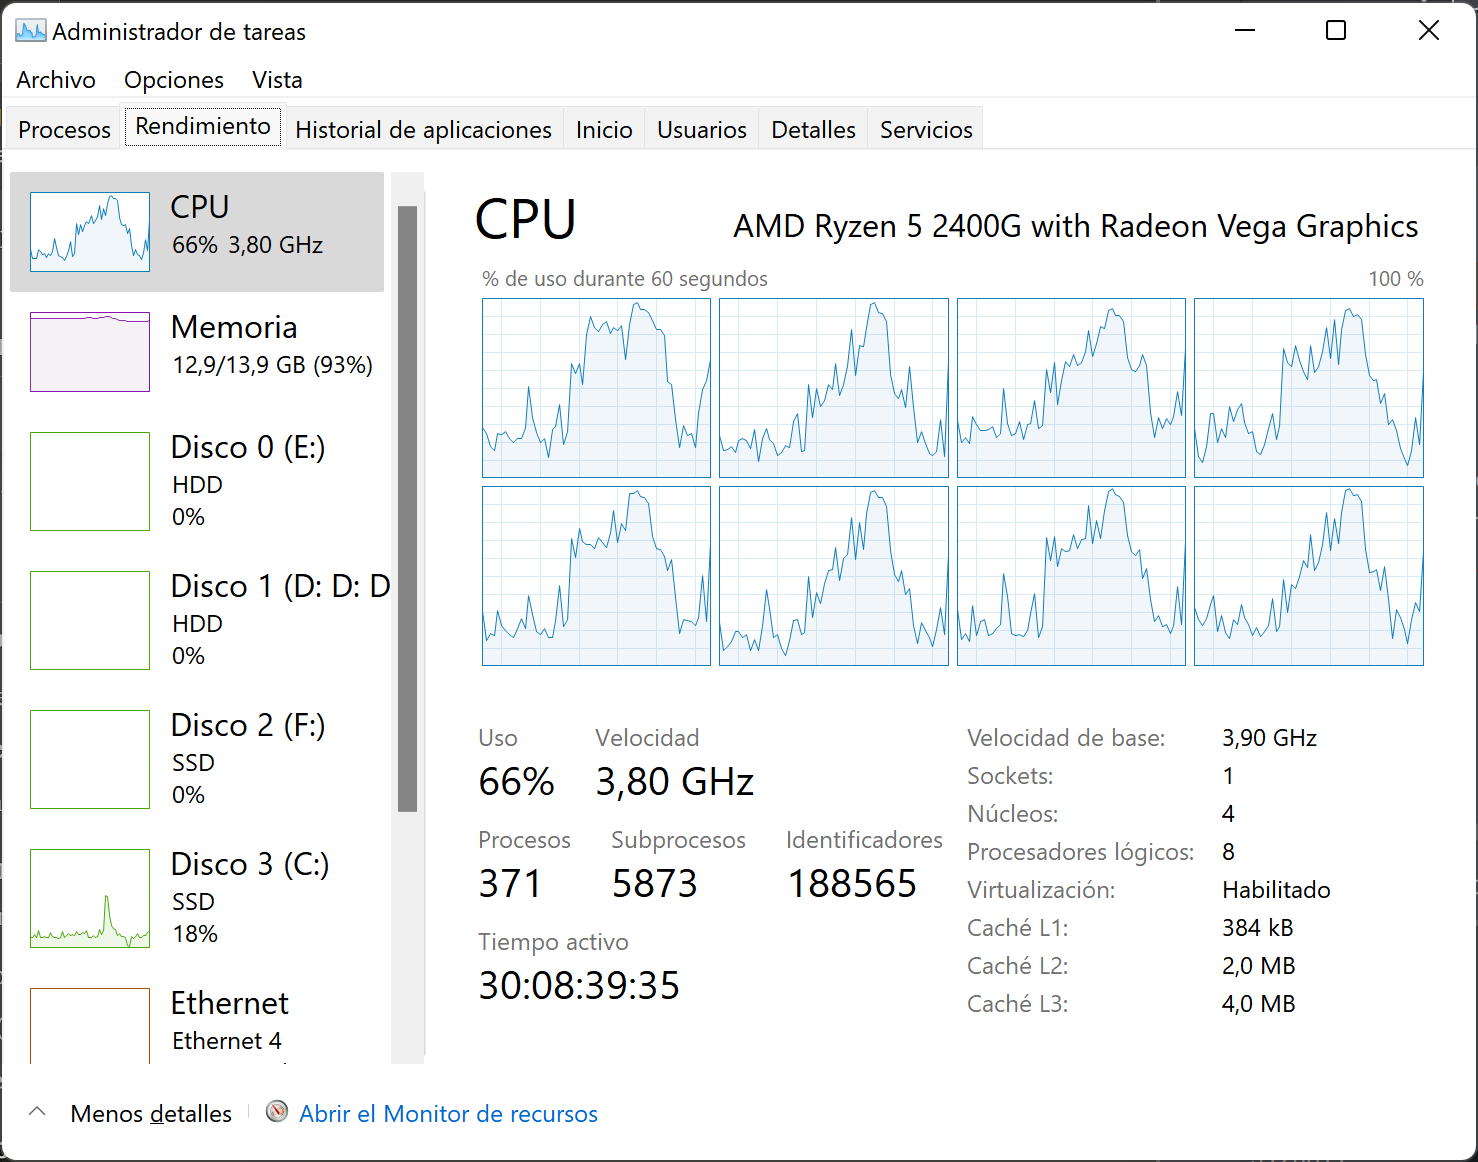 Administrador de tareas
Archivo Opciones Vista
Procesos Rendimiento Historial de aplicaciones Inicio Usuarios Detalles Servicios
CPU
66% 3,80 GHz
Memoria
12,9/13,9 GB (93%)
Disco 0 (E:)
HDD
0%
Disco 1 (D: D: D
HDD
0%
Disco 2 (F:)
SSD
0%
Disco 3 (C:)
SSD
18%
Ethernet
Ethernet 4
CPU
AMD Ryzen 5 2400G with Radeon Vega Graphics
% de uso durante 60 segundos 100 %
Uso Velocidad
66% 3,80 GHz
Procesos Subprocesos Identificadores
371 5873 188565
Tiempo activo
30:08:39:35
Velocidad de base: 3,90 GHz
Sockets: 1
Núcleos: 4
Procesadores lógicos: 8
Virtualización: Habilitado
Caché L1: 384 kB
Caché L2: 2,0 MB
Caché L3: 4,0 MB
Menos detalles Abrir el Monitor de recursos